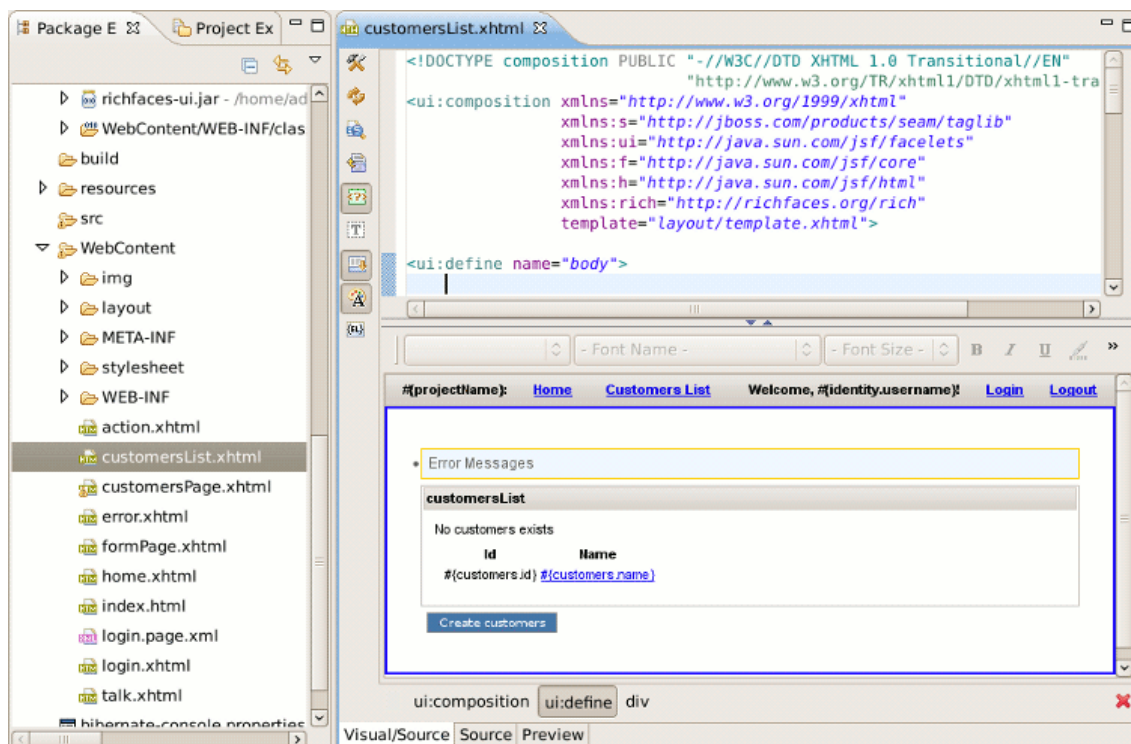 Package E
Project Ex
richfaces-ui.jar - /home/ad
WebContent/WEB-INF/clas
build
resources
src
WebContent
img
layout
META-INF
stylesheet
WEB-INF
action.xhtml
customersList.xhtml
customersPage.xhtml
error.xhtml
formPage.xhtml
home.xhtml
index.html
login.page.xml
login.xhtml
talk.xhtml
hibernate-console.properties
customersList.xhtml
<!DOCTYPE composition PUBLIC "-//W3C//DTD XHTML 1.0 Transitional//EN"
"http://www.w3.org/TR/xhtml1/DTD/xhtml1-tra
<ui:composition xmlns="http://www.w3.org/1999/xhtml"
xmlns:s="http://jboss.com/products/seam/taglib"
xmlns:ui="http://java.sun.com/jsf/facelets"
xmlns:f="http://java.sun.com/jsf/core"
xmlns:h="http://java.sun.com/jsf/html"
xmlns:rich="http://richfaces.org/rich"
template="layout/template.xhtml">
<ui:define name="body">
- Font Name - - Font Size - B I U »
#{projectName}: Home Customers List Welcome, #{identity.username}! Login Logout
Error Messages
customersList
No customers exists
Id Name
#{customers.id} #{customers.name}
Create customers
ui:composition ui:define div
Visual/Source Source Preview